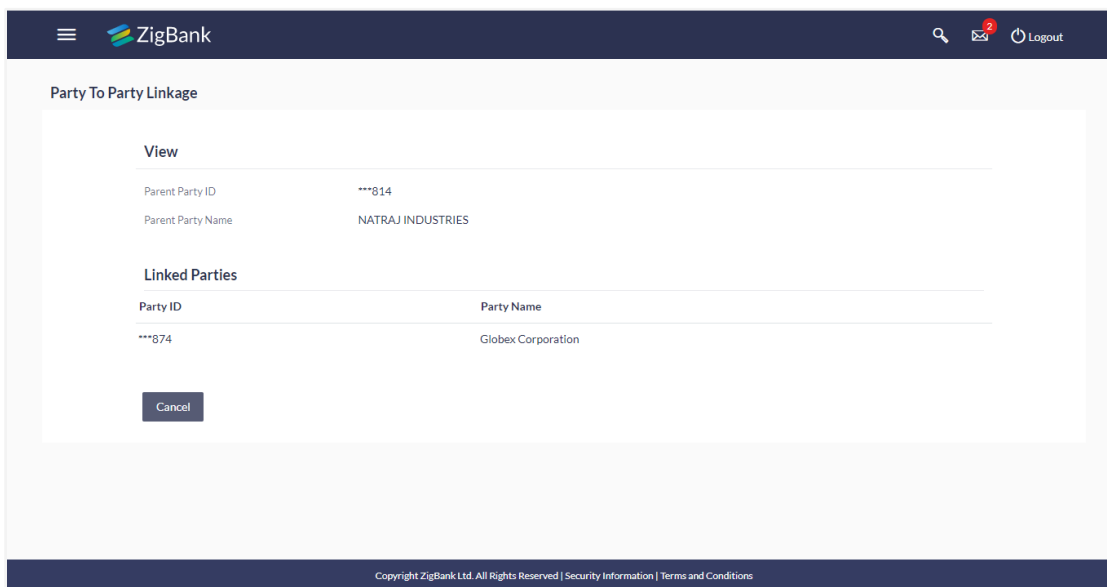 ZigBank
2
Logout
Party To Party Linkage
View
Parent Party ID ***814
Parent Party Name NATRAJ INDUSTRIES
Linked Parties
Party ID Party Name
***874 Globex Corporation
Cancel
Copyright ZigBank Ltd. All Rights Reserved | Security Information | Terms and Conditions